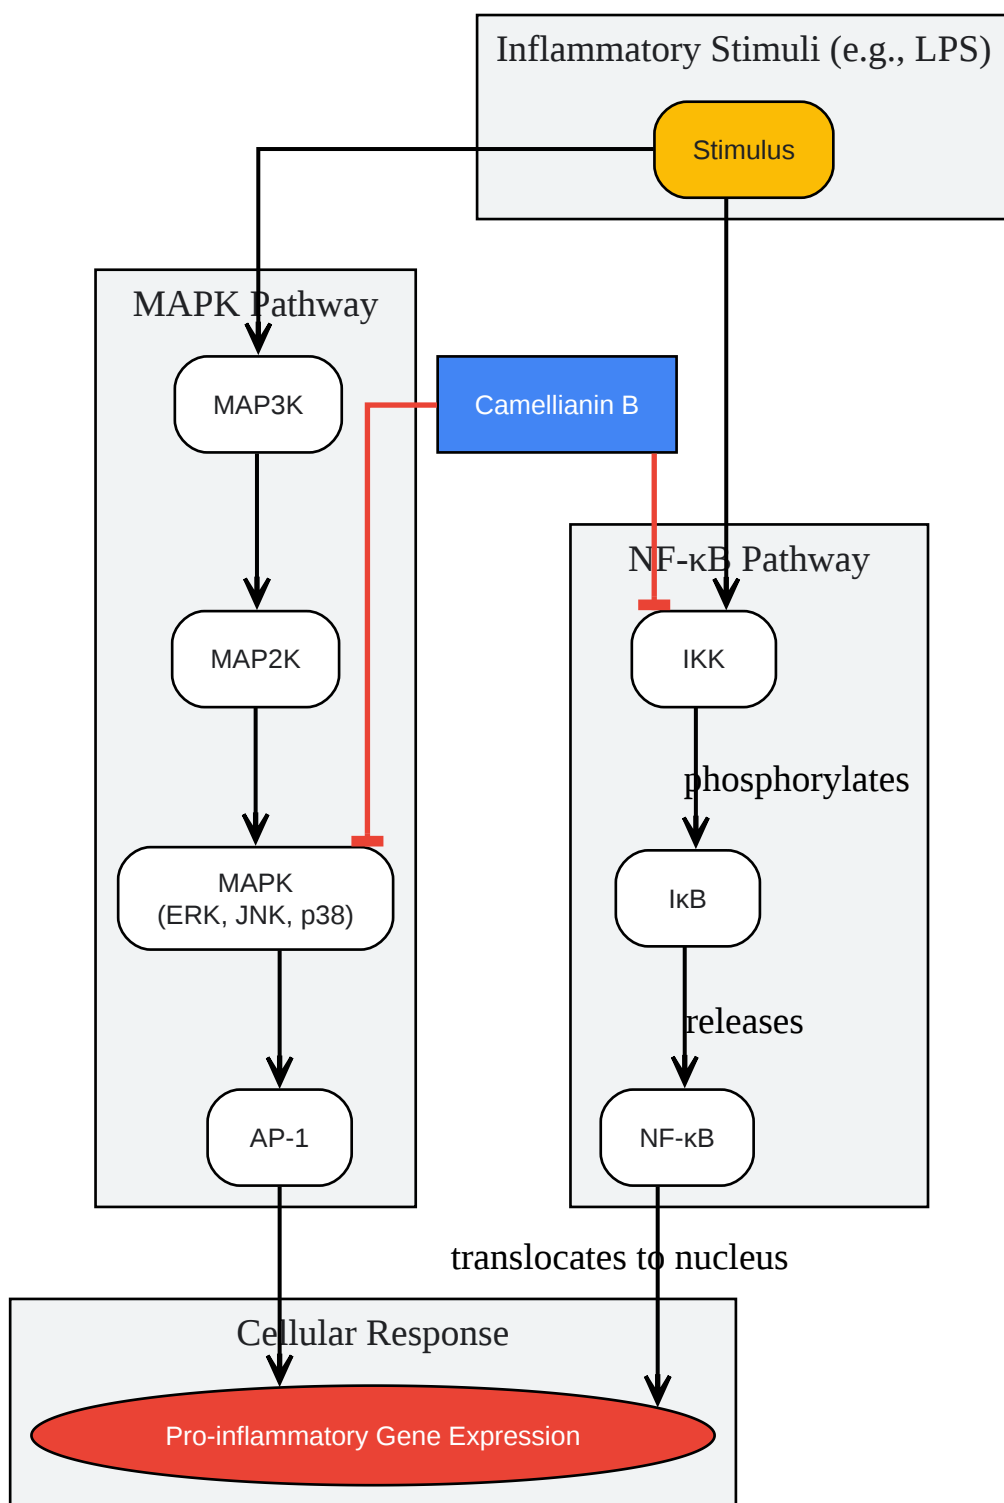 Inflammatory Stimuli (e.g., LPS)
Stimulus
MAPK Pathway
MAP3K
Camellianin B
NF-κB Pathway
MAP2K
IKK
phosphorylates
MAPK
(ERK, JNK, p38)
IκB
releases
AP-1
NF-κB
translocates to nucleus
Cellular Response
Pro-inflammatory Gene Expression